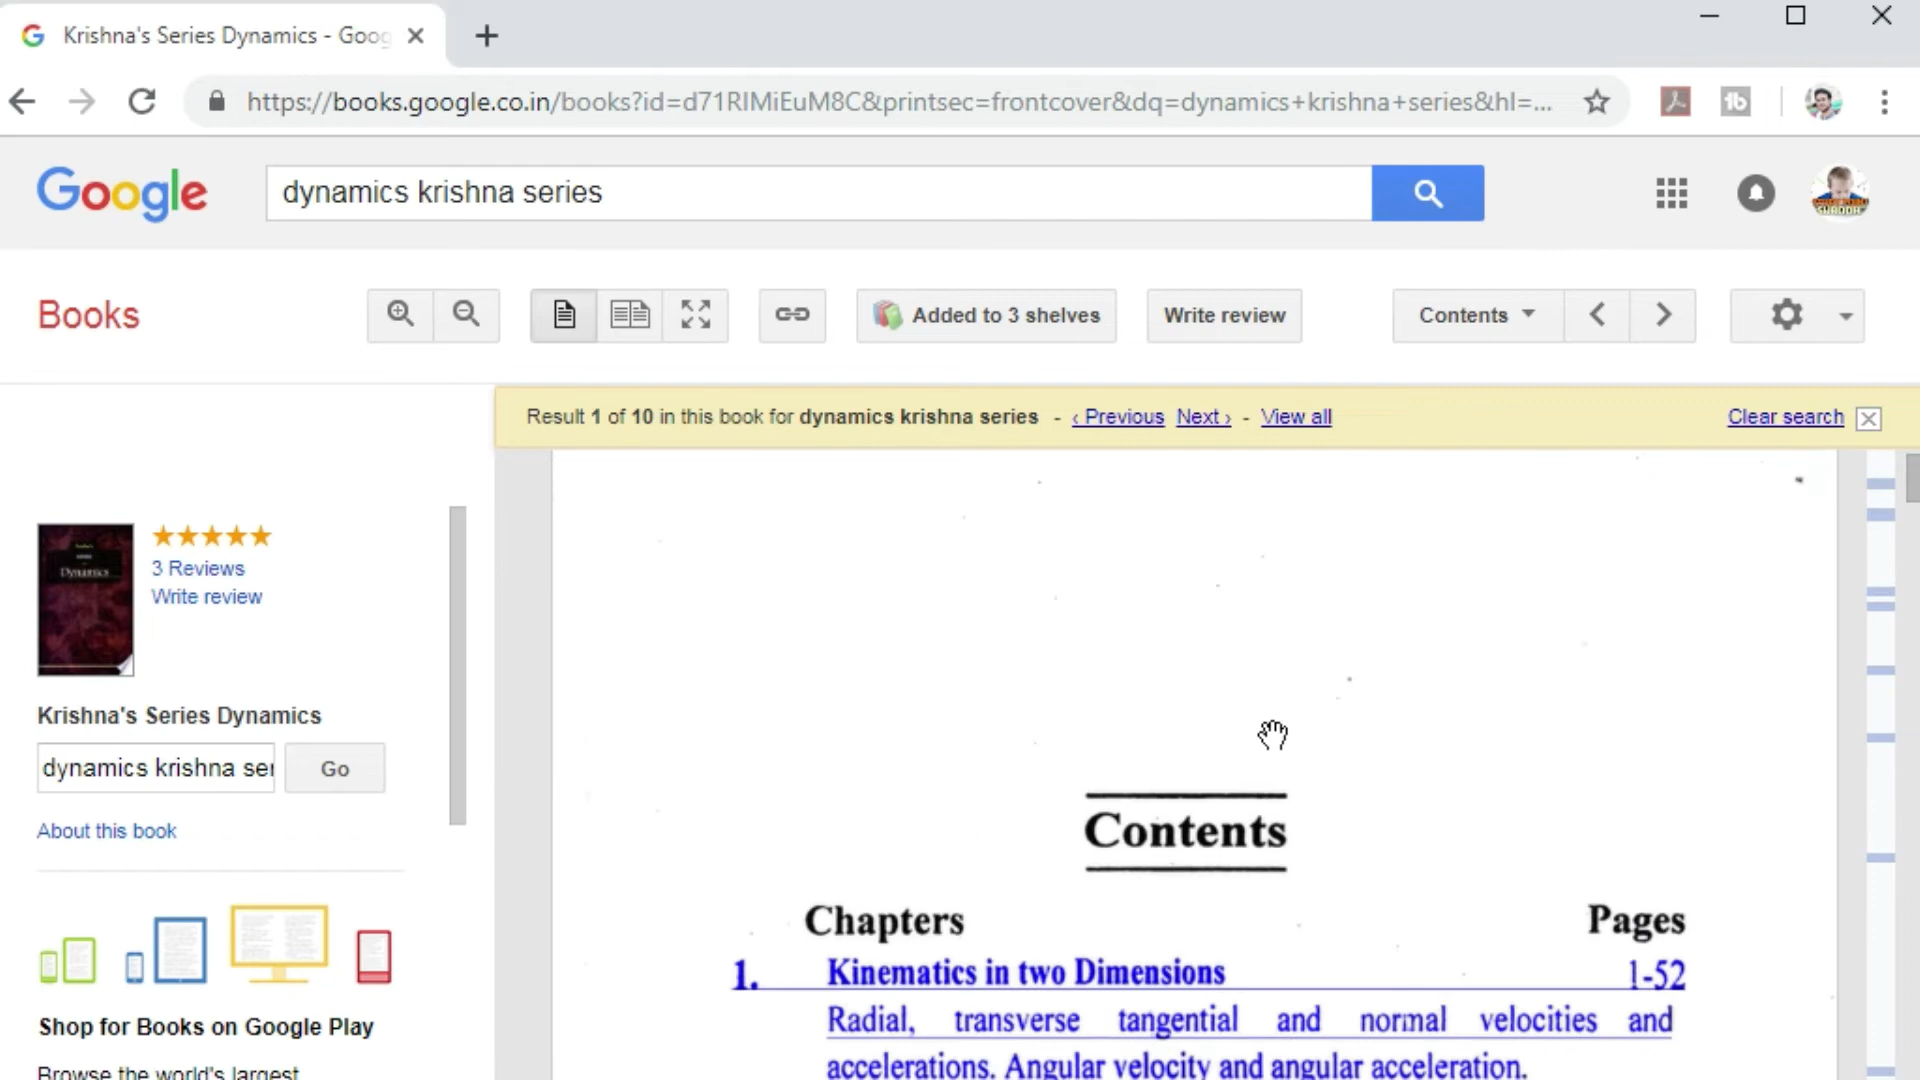 Krishna's Series Dynamics - Goog
https://books.google.co.in/books?id=d71RIMiEuM8C&printsec=frontcover&dq=dynamics+krishna+series&hl=...
Google
dynamics krishna series
Books
Added to 3 shelves
Write review
Contents
Result 1 of 10 in this book for dynamics krishna series - ‹ Previous Next › - View all
Clear search
Dynamics
3 Reviews
Write review
Krishna's Series Dynamics
dynamics krishna ser
Go
About this book
Shop for Books on Google Play
Browse the world's largest
Contents
Chapters Pages
1. Kinematics in two Dimensions 1-52
Radial, transverse tangential and normal velocities and
accelerations. Angular velocity and angular acceleration.